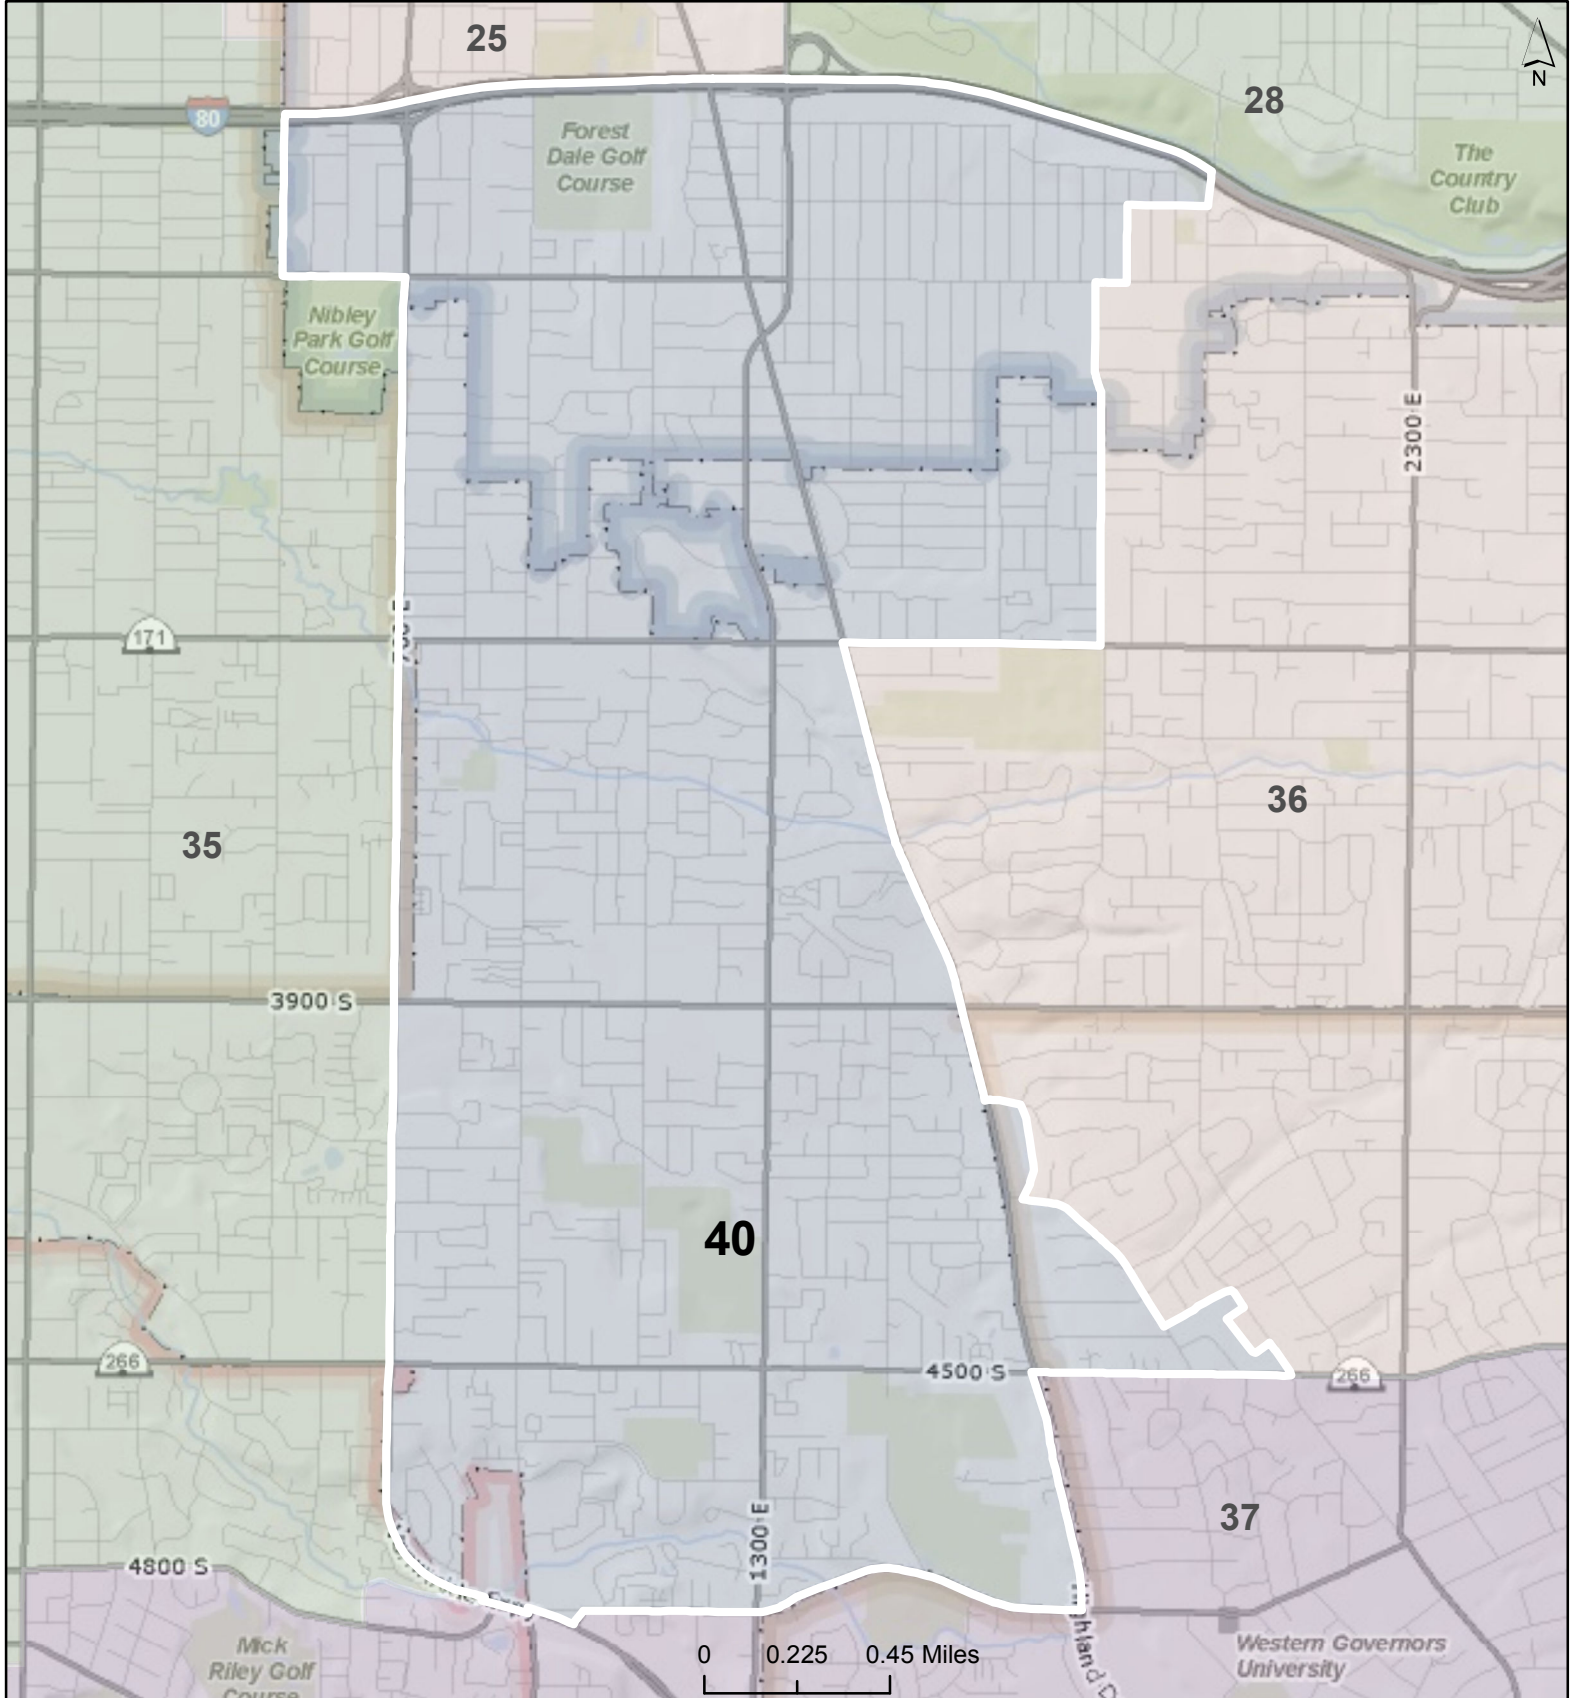 25
N
28
80
Forest
Dale Golf
Course
The
Country
Club
Nibley
Park Golf
Course
2300 E
171
36
35
3900 S
40
266
4500 S
266
37
1300 E
4800 S
Mick
Riley Golf
Course
0 0.225 0.45 Miles
Western Governors
University